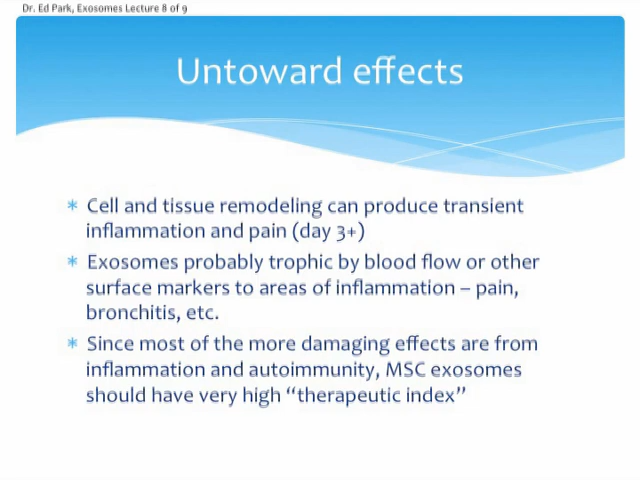 Dr. Ed Park, Exosomes Lecture 8 of 9
Untoward effects
* Cell and tissue remodeling can produce transient
inflammation and pain (day 3+)
* Exosomes probably trophic by blood flow or other
surface markers to areas of inflammation – pain,
bronchitis, etc.
* Since most of the more damaging effects are from
inflammation and autoimmunity, MSC exosomes
should have very high “therapeutic index”